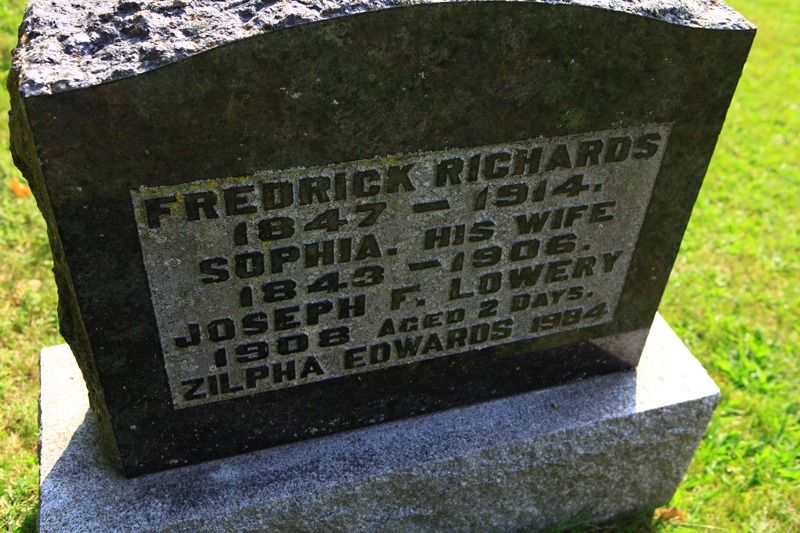 FREDRICK RICHARDS
1847 - 1914.
SOPHIA. HIS WIFE
1843 - 1906.
JOSEPH F. LOWERY
1908 AGED 2 DAYS.
ZILPHA EDWARDS 1984